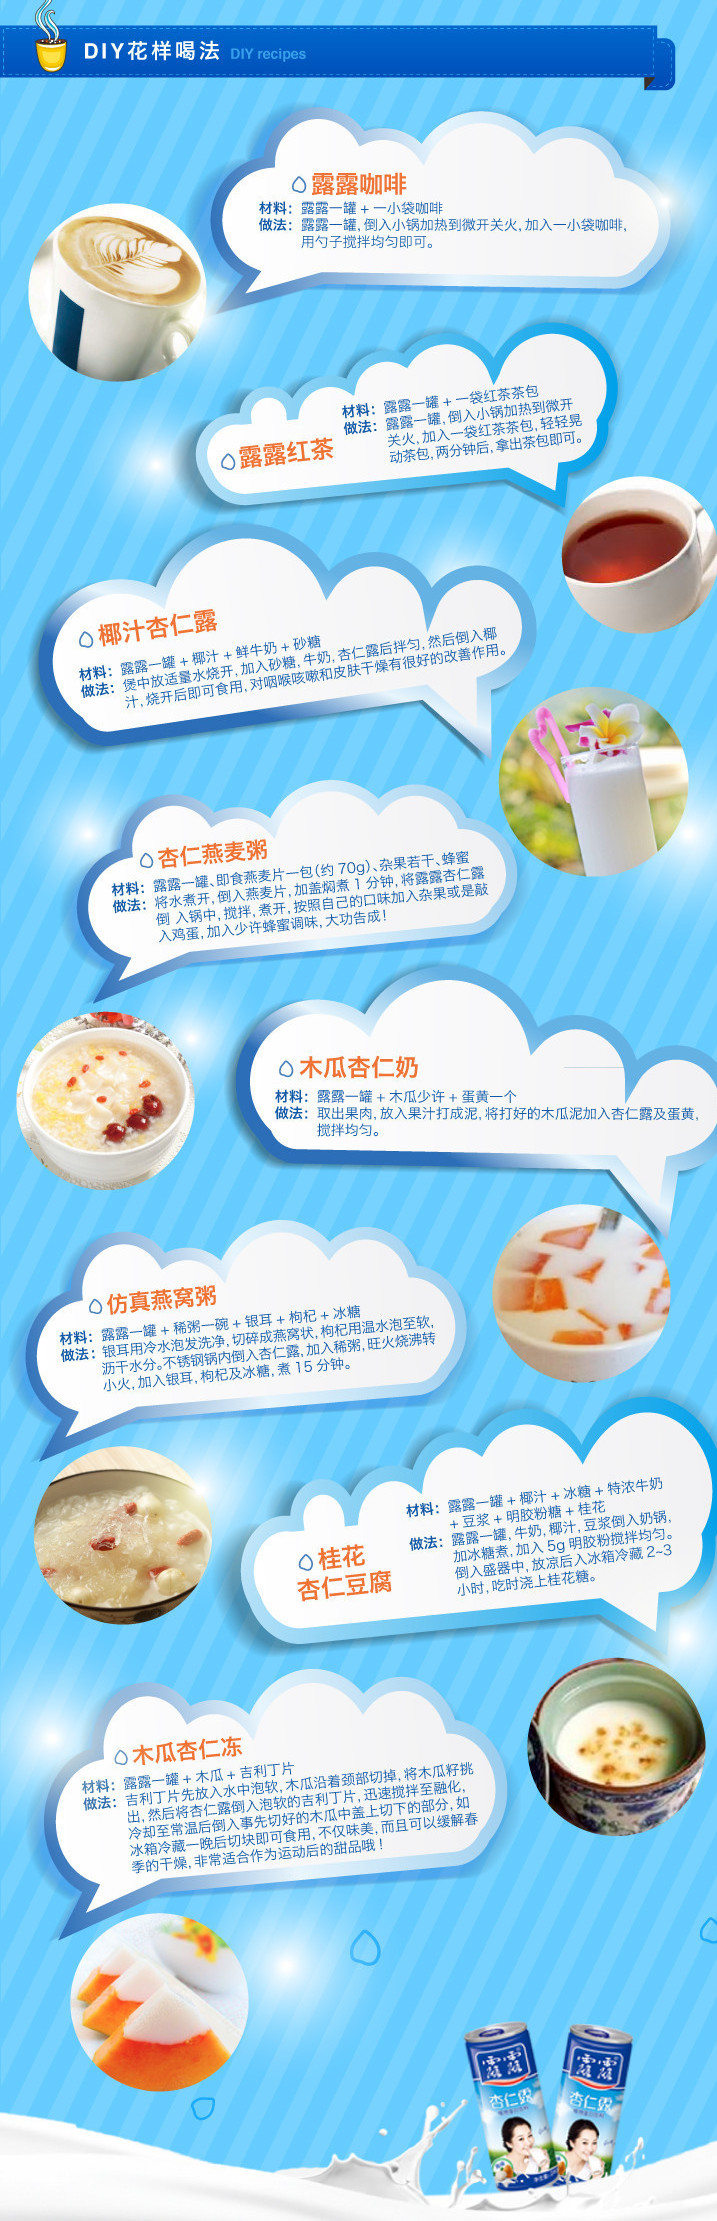 DIY花样喝法 DIY recipes
露露咖啡
材料：露露一罐 + 一小袋咖啡
做法：露露一罐，倒入小锅加热到微开关火，加入一小袋咖啡，
用勺子搅拌均匀即可。
露露红茶
材料：露露一罐 + 一袋红茶茶包
做法：露露一罐，倒入小锅加热到微开
关火，加入一袋红茶茶包，轻轻晃
动茶包，两分钟后，拿出茶包即可。
椰汁杏仁露
材料：露露一罐 + 椰汁 + 鲜牛奶 + 砂糖
做法：煲中放适量水烧开，加入砂糖，牛奶，杏仁露后拌匀，然后倒入椰
汁，烧开后即可食用，对咽喉咳嗽和皮肤干燥有很好的改善作用。
杏仁燕麦粥
材料：露露一罐、即食燕麦片一包（约 70g）、杂果若干、蜂蜜
做法：将水煮开，倒入燕麦片，加盖焖煮 1 分钟，将露露杏仁露
倒 入锅中，搅拌，煮开，按照自己的口味加入杂果或是敲
入鸡蛋，加入少许蜂蜜调味，大功告成！
木瓜杏仁奶
材料：露露一罐 + 木瓜少许 + 蛋黄一个
做法：取出果肉，放入果汁打成泥，将打好的木瓜泥加入杏仁露及蛋黄，
搅拌均匀。
仿真燕窝粥
材料：露露一罐 + 稀粥一碗 + 银耳 + 枸杞 + 冰糖
做法：银耳用冷水泡发洗净，切碎成燕窝状，枸杞用温水泡至软，
沥干水分。不锈钢锅内倒入杏仁露，加入稀粥，旺火烧沸转
小火，加入银耳，枸杞及冰糖，煮 15 分钟。
桂花
杏仁豆腐
材料：露露一罐 + 椰汁 + 冰糖 + 特浓牛奶
+ 豆浆 + 明胶粉糖 + 桂花
做法：露露一罐，牛奶，椰汁，豆浆倒入奶锅，
加冰糖煮，加入 5g 明胶粉搅拌均匀。
倒入盛器中，放凉后入冰箱冷藏 2~3
小时，吃时浇上桂花糖。
木瓜杏仁冻
材料：露露一罐 + 木瓜 + 吉利丁片
做法：吉利丁片先放入水中泡软，木瓜沿着颈部切掉，将木瓜籽挑
出，然后将杏仁露倒入泡软的吉利丁片，迅速搅拌至融化，
冷却至常温后倒入事先切好的木瓜中盖上切下的部分，如
冰箱冷藏一晚后切块即可食用，不仅味美，而且可以缓解春
季的干燥，非常适合作为运动后的甜品哦！
露露 露露
杏仁露 杏仁露